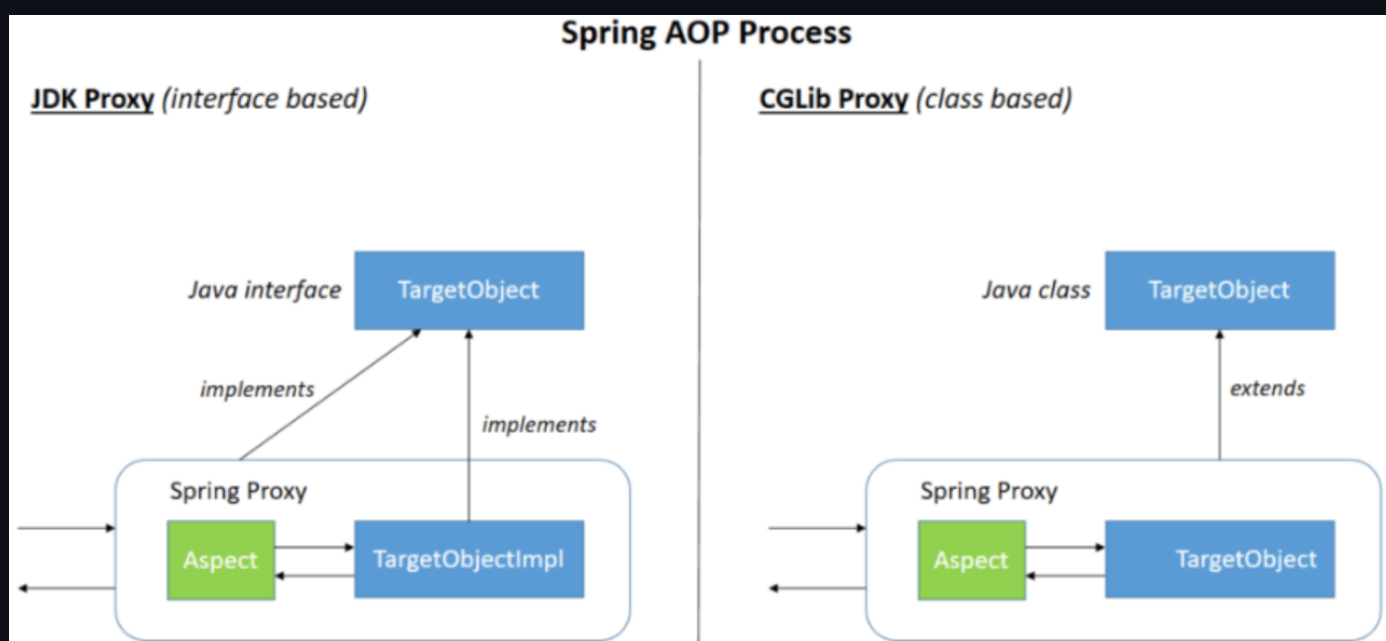 Spring AOP Process
JDK Proxy (interface based)
Java interface
TargetObject
implements
implements
Spring Proxy
Aspect
TargetObjectImpl
CGLib Proxy (class based)
Java class
TargetObject
extends
Spring Proxy
Aspect
TargetObject